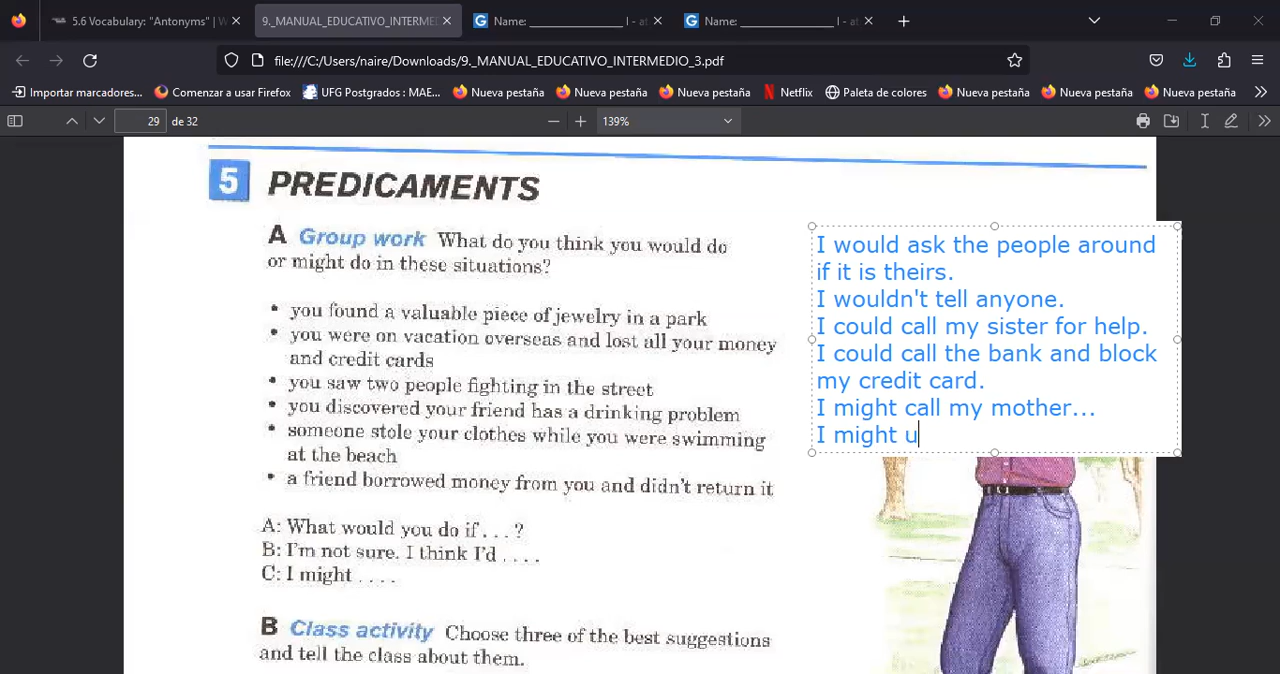 5.6 Vocabulary: "Antonyms" | W
9._MANUAL_EDUCATIVO_INTERMEDI
Name: ______________ I - at
Name: ______________ I - at
file:///C:/Users/naire/Downloads/9._MANUAL_EDUCATIVO_INTERMEDIO_3.pdf
Importar marcadores...
Comenzar a usar Firefox
UFG Postgrados : MAE...
Nueva pestaña
Nueva pestaña
Nueva pestaña
Netflix
Paleta de colores
Nueva pestaña
Nueva pestaña
Nueva pestaña
29 de 32
139%
5 PREDICAMENTS
A Group work What do you think you would do
or might do in these situations?
• you found a valuable piece of jewelry in a park
• you were on vacation overseas and lost all your money
and credit cards
• you saw two people fighting in the street
• you discovered your friend has a drinking problem
• someone stole your clothes while you were swimming
at the beach
• a friend borrowed money from you and didn't return it
A: What would you do if . . . ?
B: I'm not sure. I think I'd . . . .
C: I might . . . .
B Class activity Choose three of the best suggestions
and tell the class about them.
I would ask the people around
if it is theirs.
I wouldn't tell anyone.
I could call my sister for help.
I could call the bank and block
my credit card.
I might call my mother...
I might u